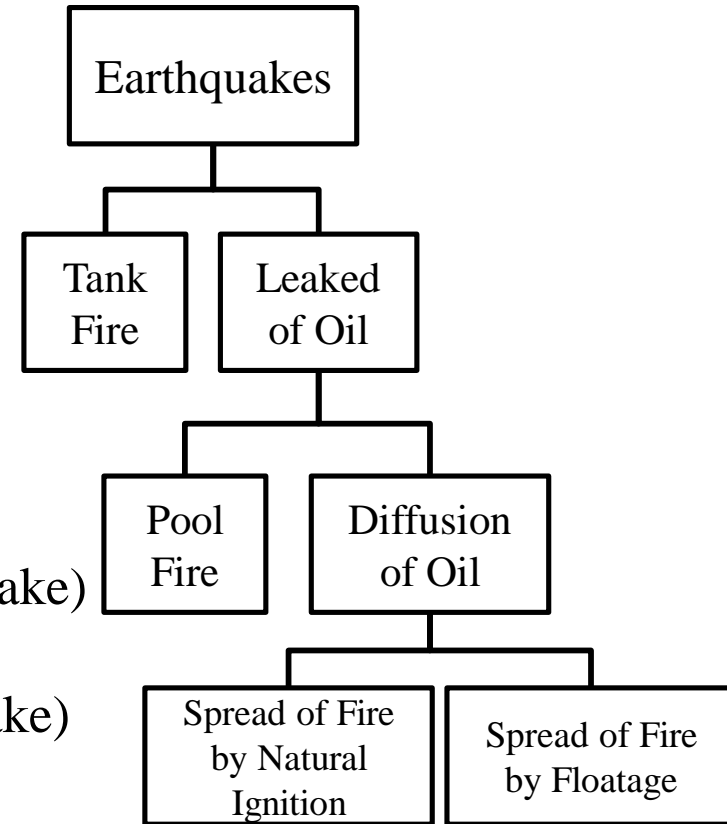 Earthquakes
Tank
Fire
Leaked
of Oil
Pool
Fire
Diffusion
of Oil
ake)
ke)
Spread of Fire
by Natural
Ignition
Spread of Fire
by Floatage